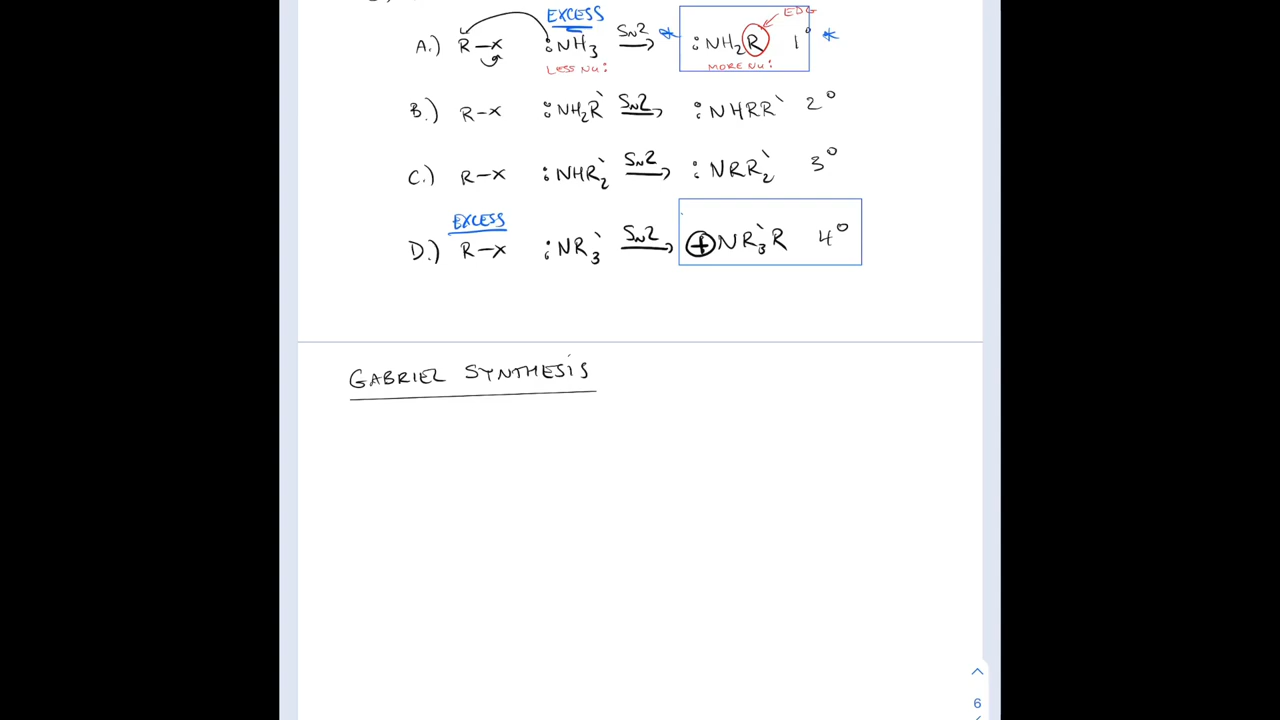 EXCESS EDG
A.) R-X :NH3 SN2 * :NH2R 1° *
LESS NU: MORE NU:
B.) R-X :NH2R` SN2 :NHRR` 2°
C.) R-X :NHR`2 SN2 :NRR`2 3°
EXCESS
D.) R-X :NR`3 SN2 ⊕NR`3R 4°
GABRIEL SYNTHESIS
6